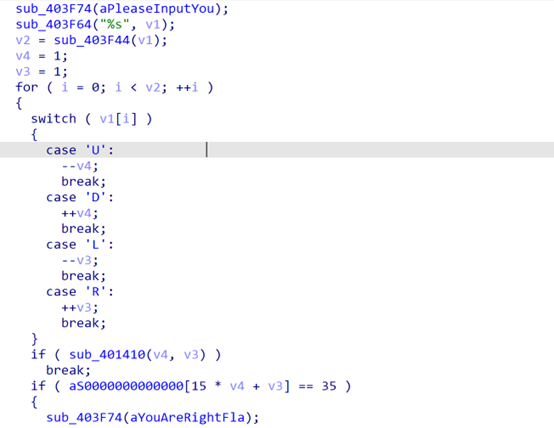 sub_403F74(aPleaseInputYou);
sub_403F64("%s", v1);
v2 = sub_403F44(v1);
v4 = 1;
v3 = 1;
for ( i = 0; i < v2; ++i )
{
switch ( v1[i] )
{
case 'U':
--v4;
break;
case 'D':
++v4;
break;
case 'L':
--v3;
break;
case 'R':
++v3;
break;
}
if ( sub_401410(v4, v3) )
break;
if ( aS0000000000000[15 * v4 + v3] == 35 )
{
sub_403F74(aYouAreRightFla);